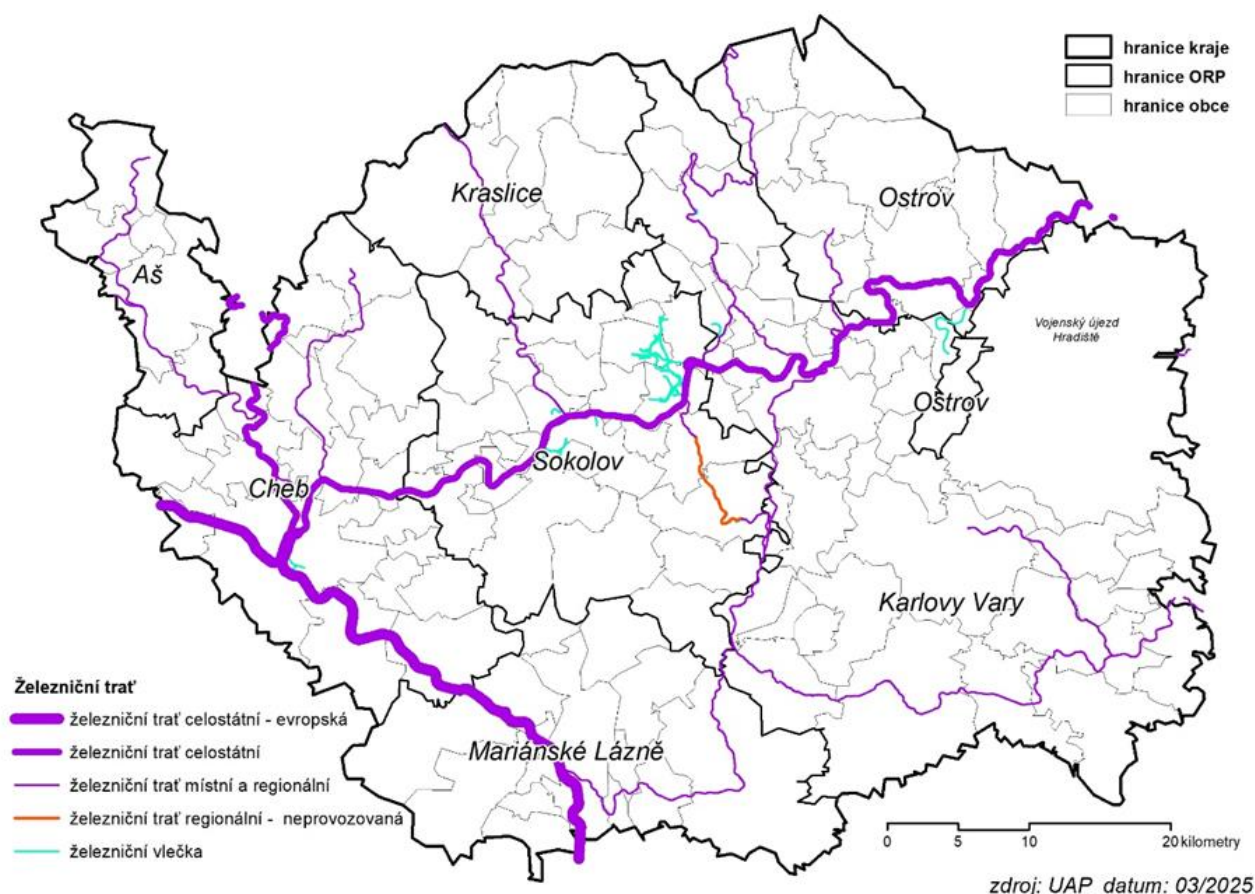 hranice kraje
hranice ORP
hranice obce
Kraslice
Ostrov
Aš
Vojenský újezd
Hradiště
Ostrov
Sokolov
Cheb
Karlovy Vary
Mariánské Lázně
Železniční trať
železniční trať celostátní - evropská
železniční trať celostátní
železniční trať místní a regionální
železniční trať regionální - neprovozovaná
železniční vlečka
0 5 10 20 kilometry
zdroj: UAP datum: 03/2025